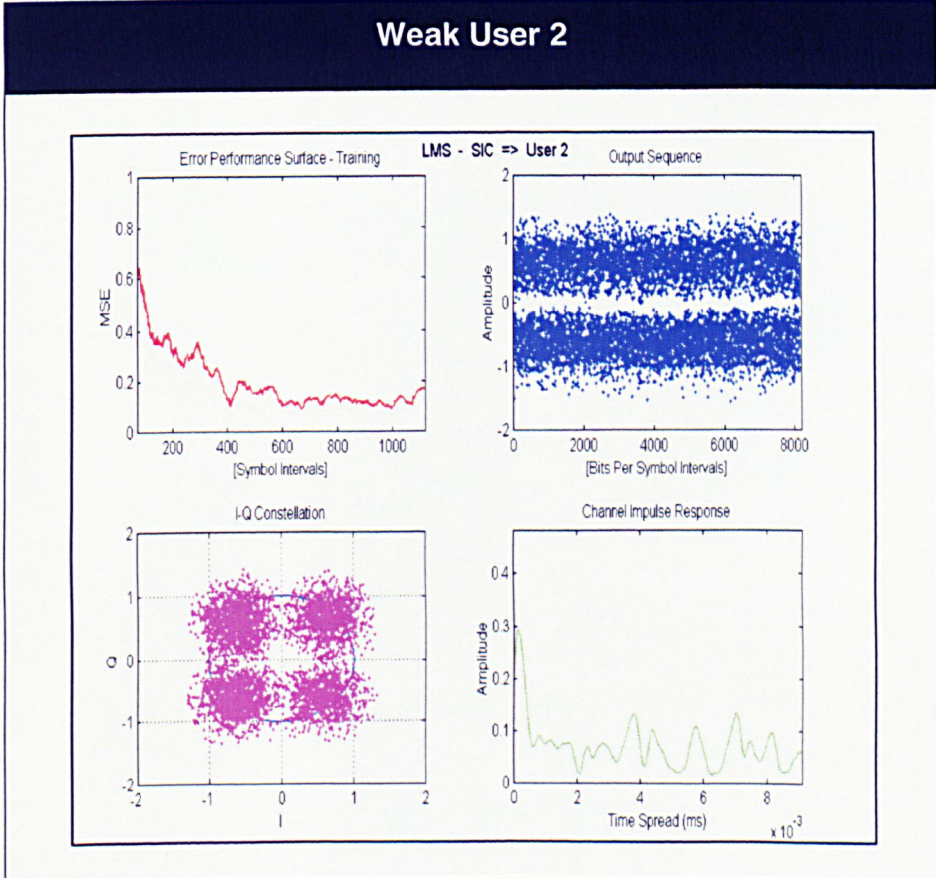 Weak User 2
LMS - SIC => User 2
Error Performance Surface - Training
1
0.8
0.6
0.4
0.2
0
MSE
200 400 600 800 1000
[Symbol Intervals]
Output Sequence
2
1
0
-1
-2
Amplitude
0 2000 4000 6000 8000
[Bits Per Symbol Intervals]
I-Q Constellation
2
1
0
-1
-2
Q
-2 -1 0 1 2
I
Channel Impulse Response
0.4
0.3
0.2
0.1
0
Amplitude
0 2 4 6 8
Time Spread (ms)
x 10-3